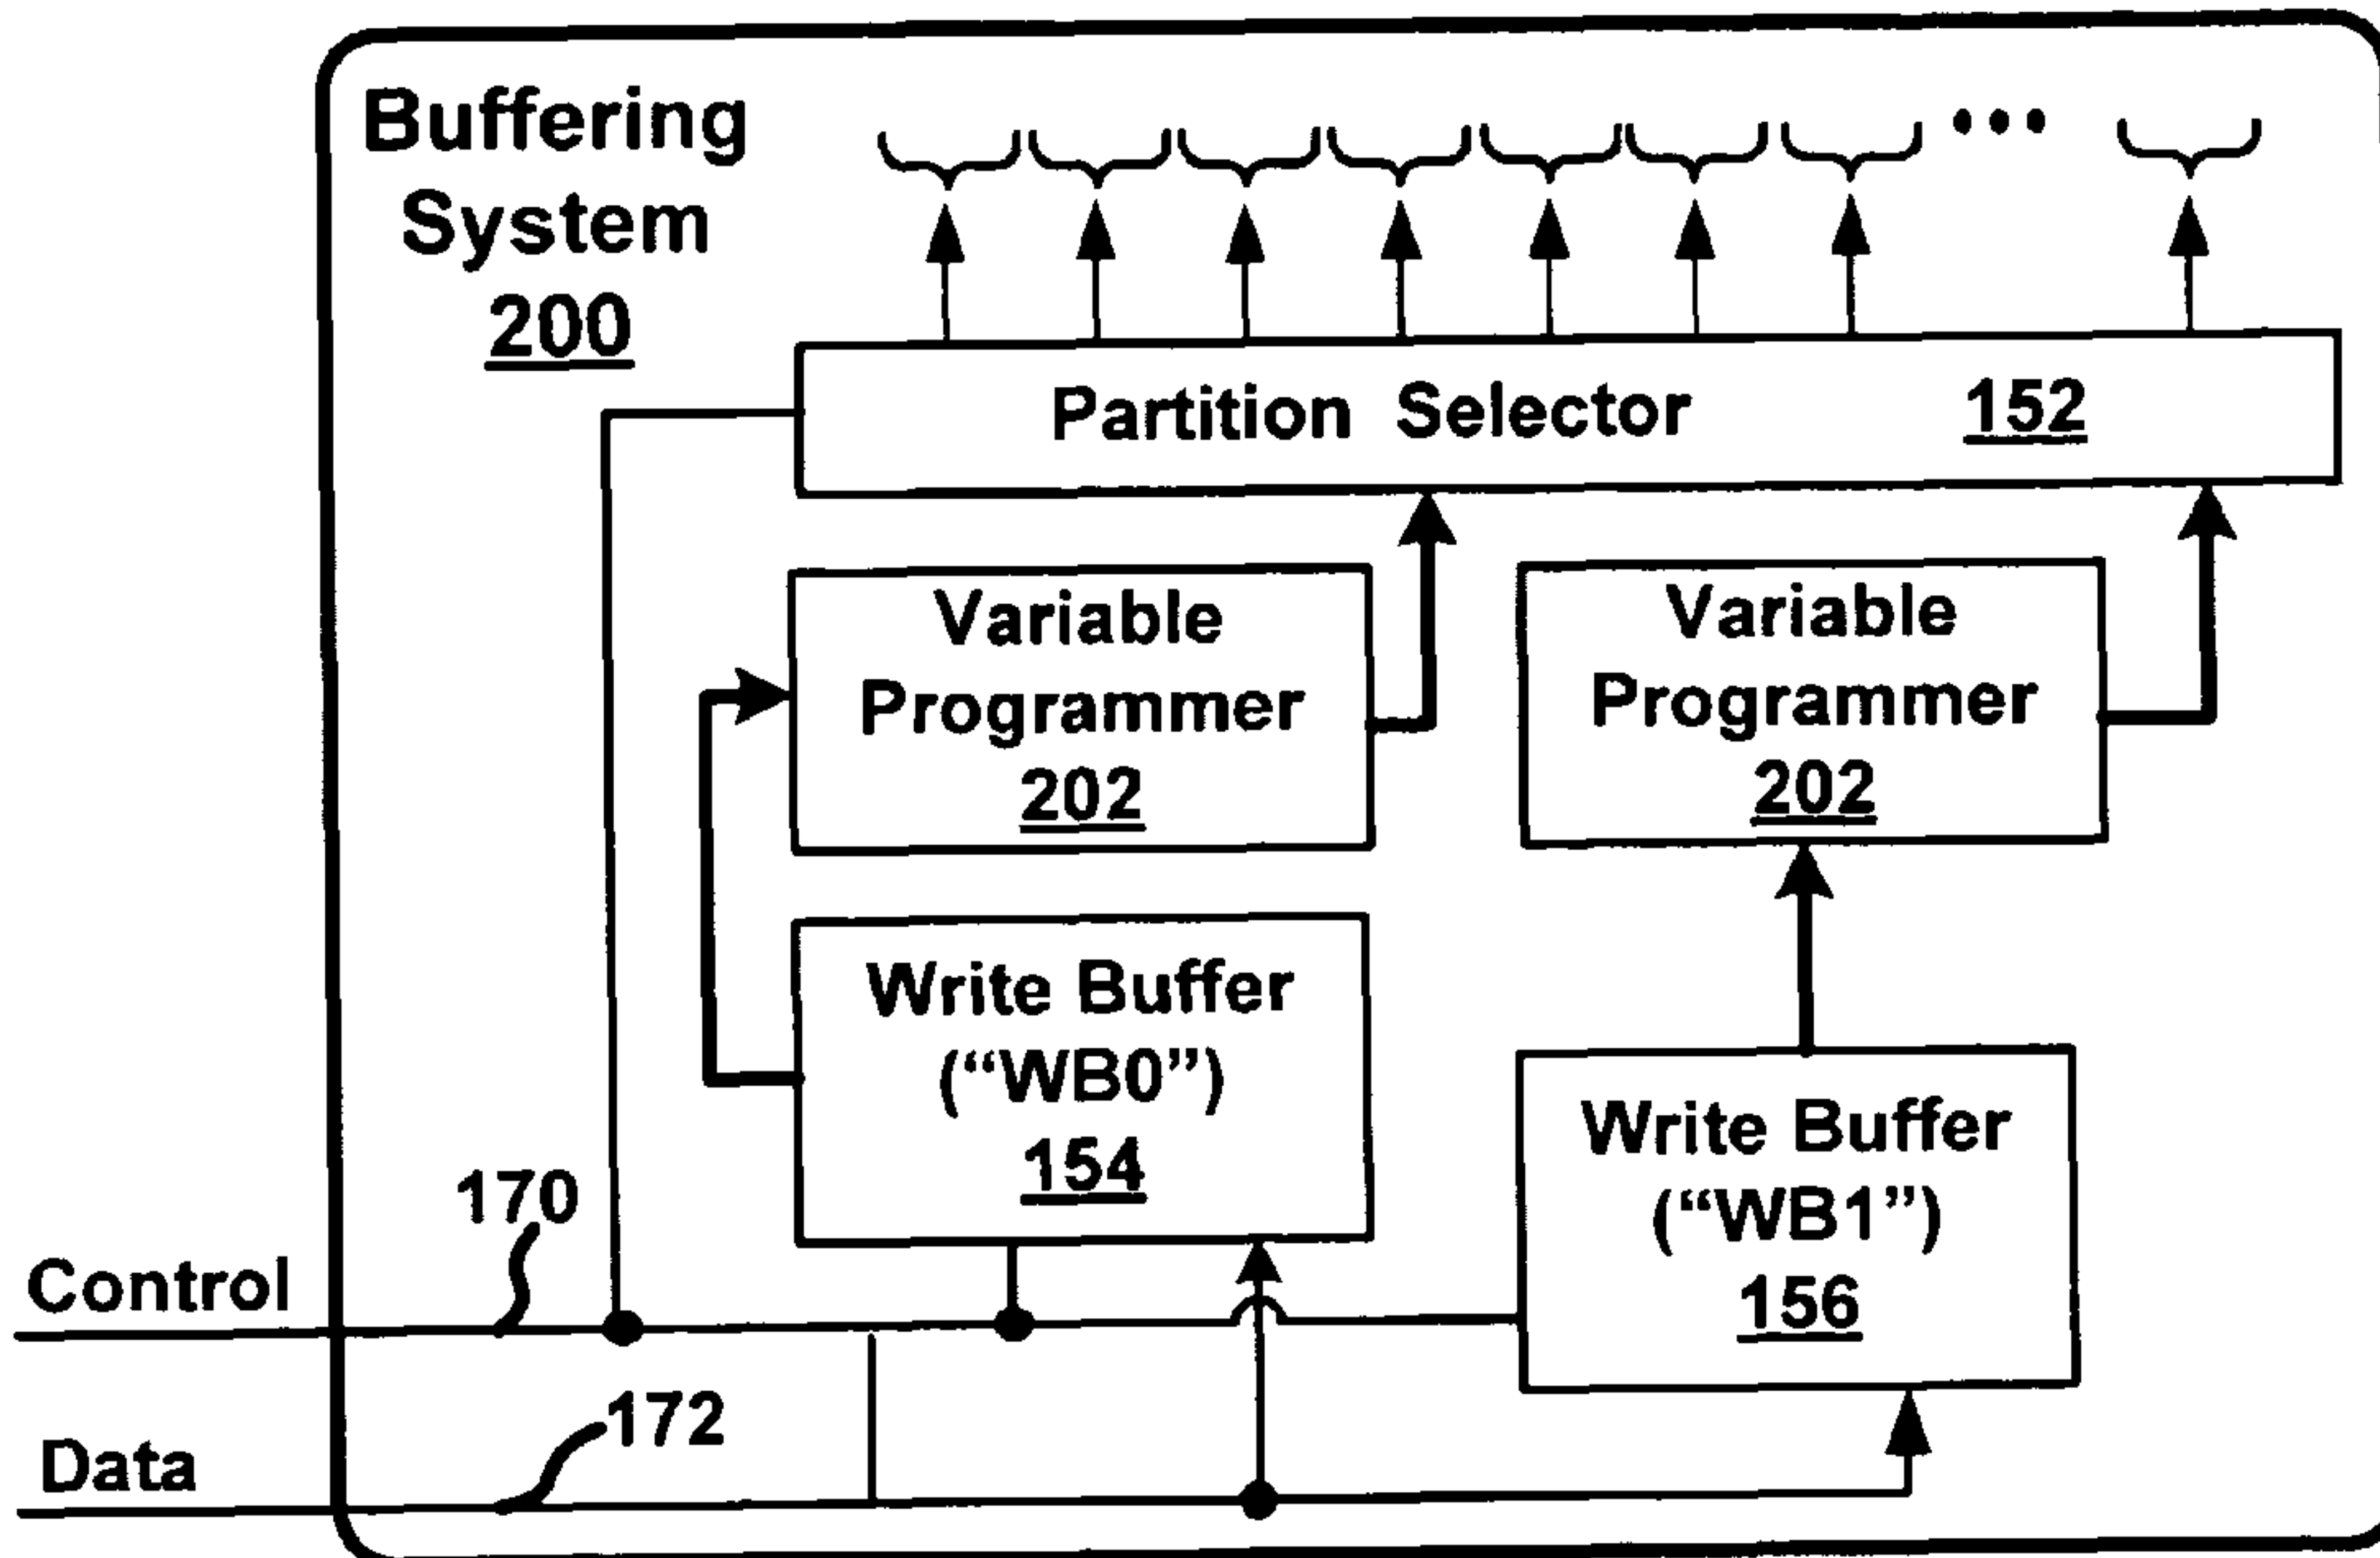 Buffering
System
200
Partition Selector 152
Variable
Programmer
202
Variable
Programmer
202
Write Buffer
(“WB0”)
154
Write Buffer
(“WB1”)
156
170
Control
172
Data